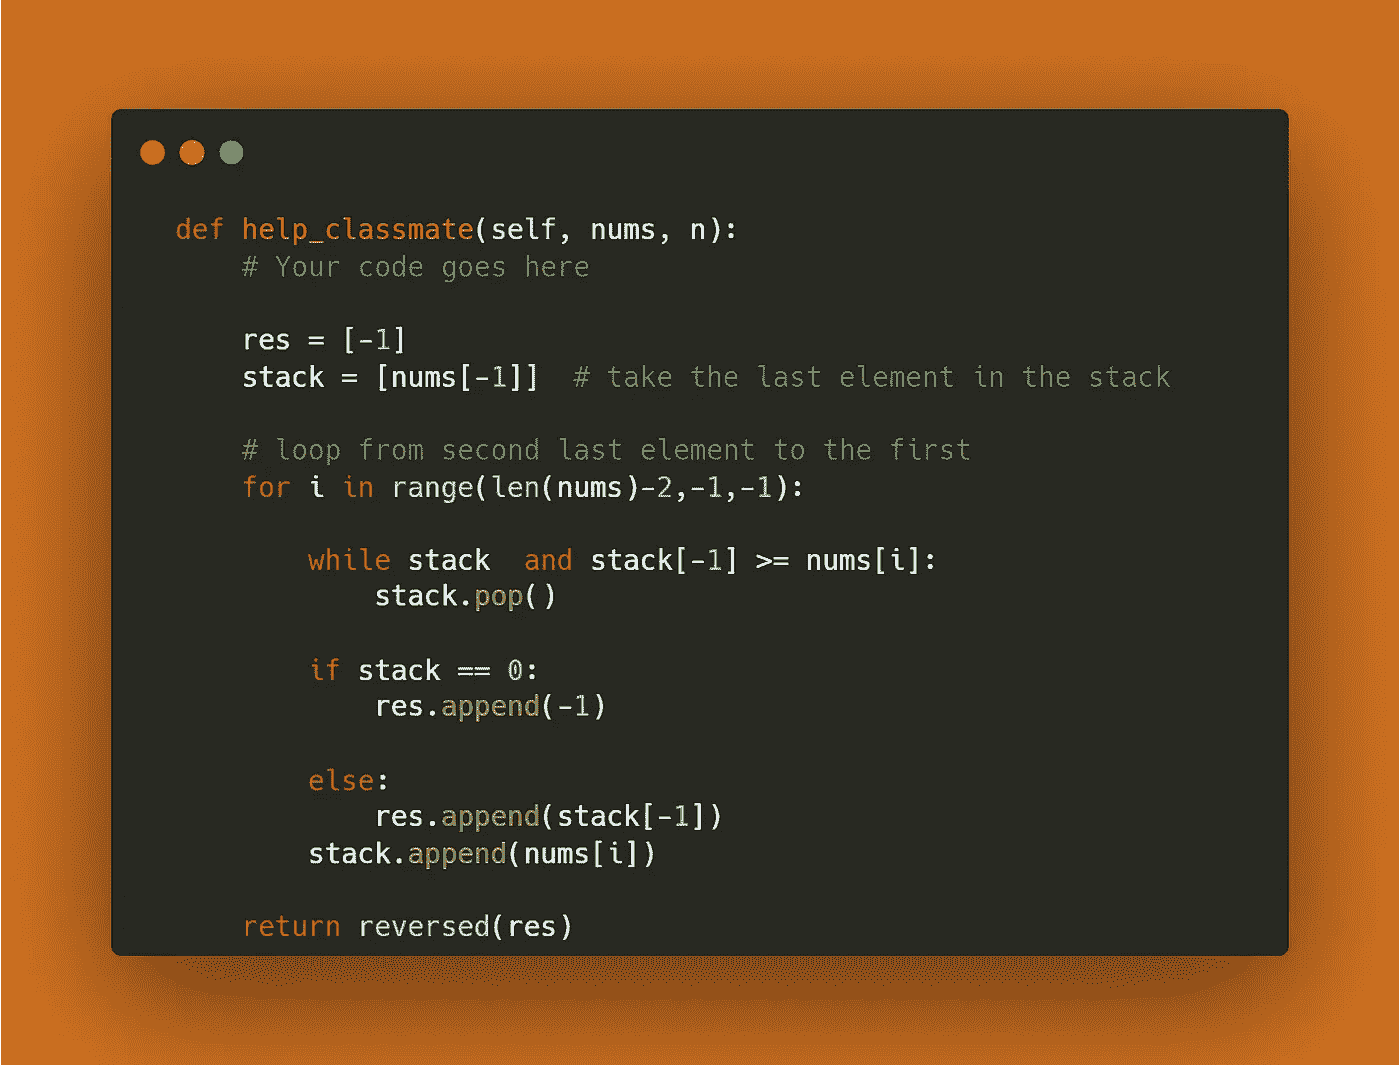 def help_classmate(self, nums, n):
# Your code goes here
res = [-1]
stack = [nums[-1]]  # take the last element in the stack
# loop from second last element to the first
for i in range(len(nums)-2,-1,-1):
while stack  and stack[-1] >= nums[i]:
stack.pop()
if stack == 0:
res.append(-1)
else:
res.append(stack[-1])
stack.append(nums[i])
return reversed(res)